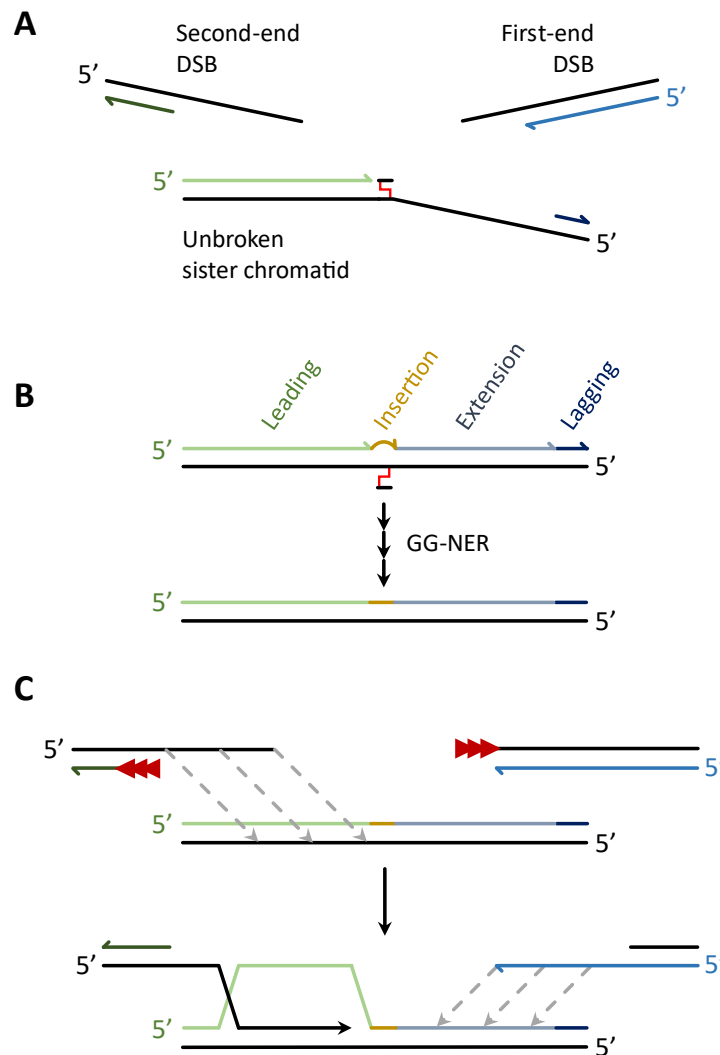 A
Second-end
DSB
First-end
DSB
5’
5’
5’
Unbroken
sister chromatid
5’
B
Leading
Insertion
Extension
Lagging
5’
5’
GG-NER
5’
5’
C
5’
5’
5’
5’
5’
5’
5’
5’